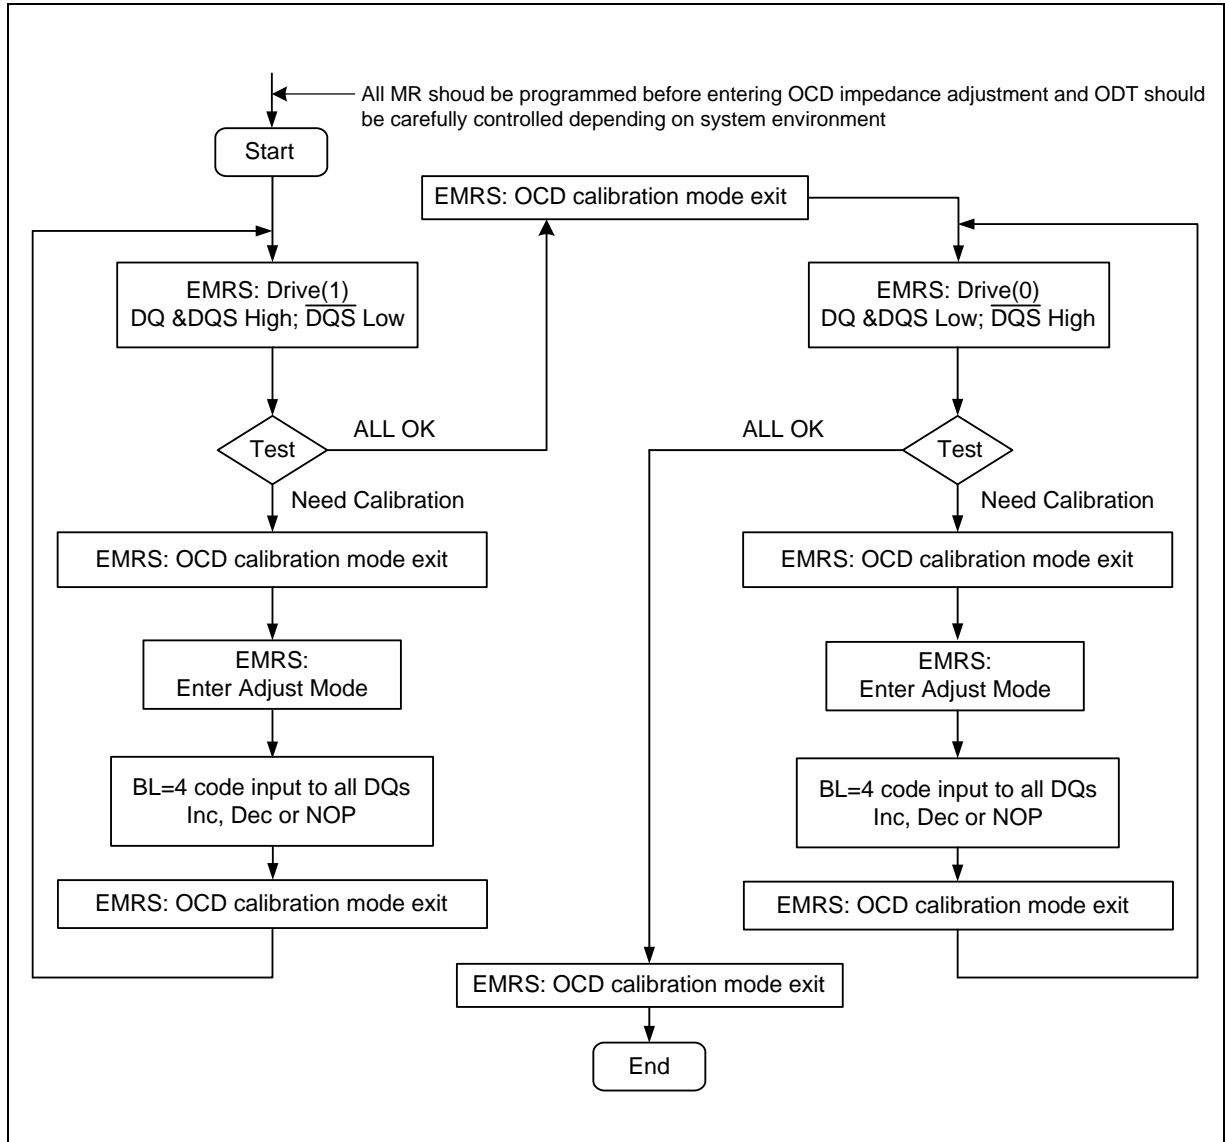 All MR shoud be programmed before entering OCD impedance adjustment and ODT should
be carefully controlled depending on system environment
Start
EMRS: OCD calibration mode exit
EMRS: Drive(1)
DQ &DQS High; D̅Q̅S̅ Low
Test
ALL OK
Need Calibration
EMRS: OCD calibration mode exit
EMRS:
Enter Adjust Mode
BL=4 code input to all DQs
Inc, Dec or NOP
EMRS: OCD calibration mode exit
EMRS: Drive(0)
DQ &DQS Low; D̅Q̅S̅ High
ALL OK
Test
Need Calibration
EMRS: OCD calibration mode exit
EMRS:
Enter Adjust Mode
BL=4 code input to all DQs
Inc, Dec or NOP
EMRS: OCD calibration mode exit
EMRS: OCD calibration mode exit
End